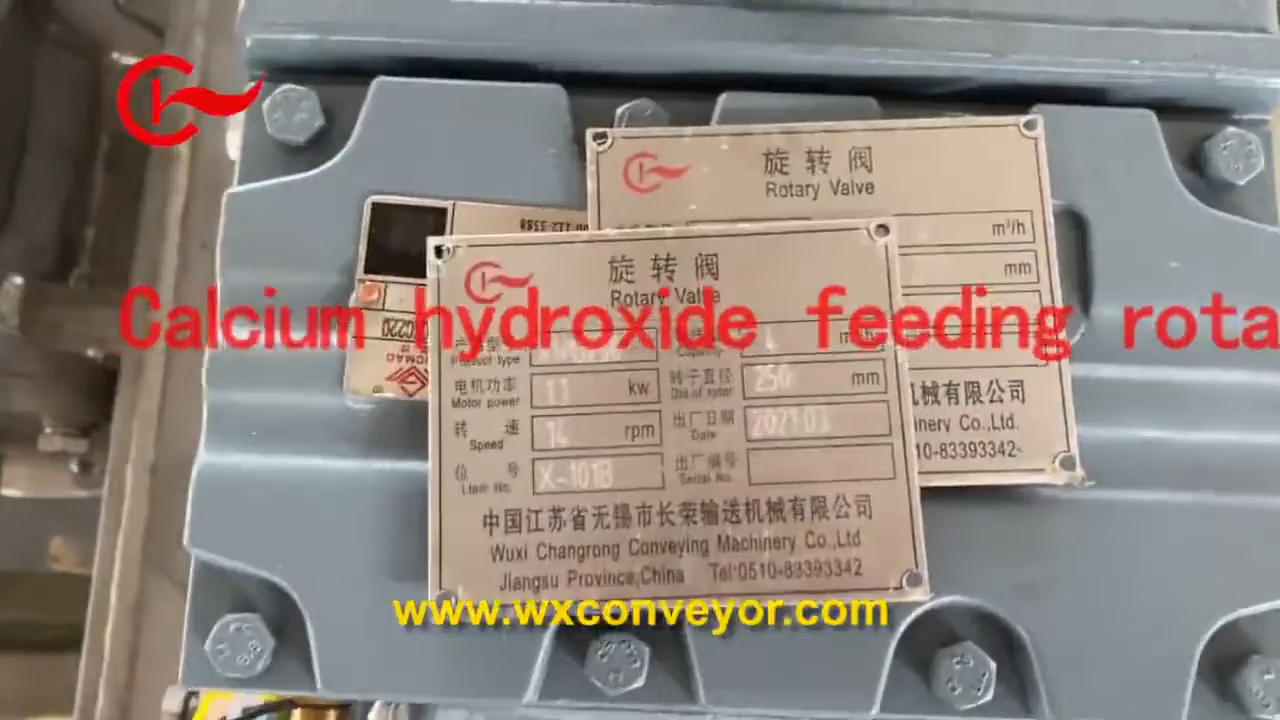 旋转阀
Rotary Valve
m³/h
mm
机械有限公司
inery Co.,Ltd.
10-83393342-
旋转阀
Rotary Valve
Calcium hydroxide feeding rota
Product type
Capacity
m³/h
电机功率 kw
Motor power
转子直径 250 mm
Dia.of rotor
转 速 14 rpm
Speed
出厂日期 202103
Date
位 号 X-101B
Item No.
出厂编号
Serial No.
中国江苏省无锡市长荣输送机械有限公司
Wuxi Changrong Conveying Machinery Co.,Ltd
Jiangsu Province,China Tel:0510-83393342
www.wxconveyor.com